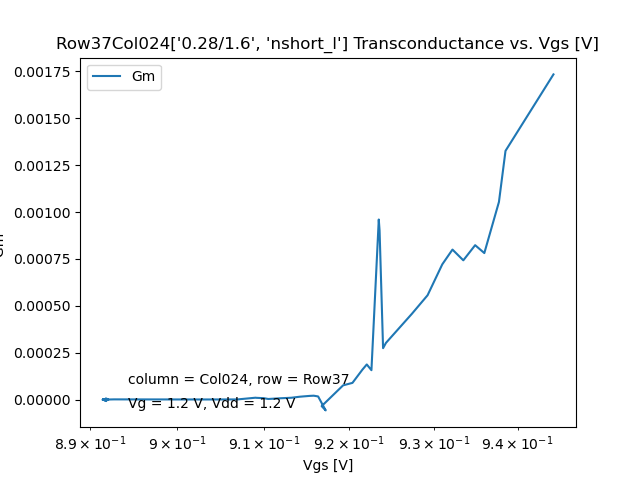 Row37Col024['0.28/1.6', 'nshort_l'] Transconductance vs. Vgs [V]
Gm
0.00175
0.00150
0.00125
0.00100
0.00075
0.00050
0.00025
0.00000
Gm
column = Col024, row = Row37
Vg = 1.2 V, Vdd = 1.2 V
8.9 × 10⁻¹
9 × 10⁻¹
9.1 × 10⁻¹
9.2 × 10⁻¹
9.3 × 10⁻¹
9.4 × 10⁻¹
Vgs [V]